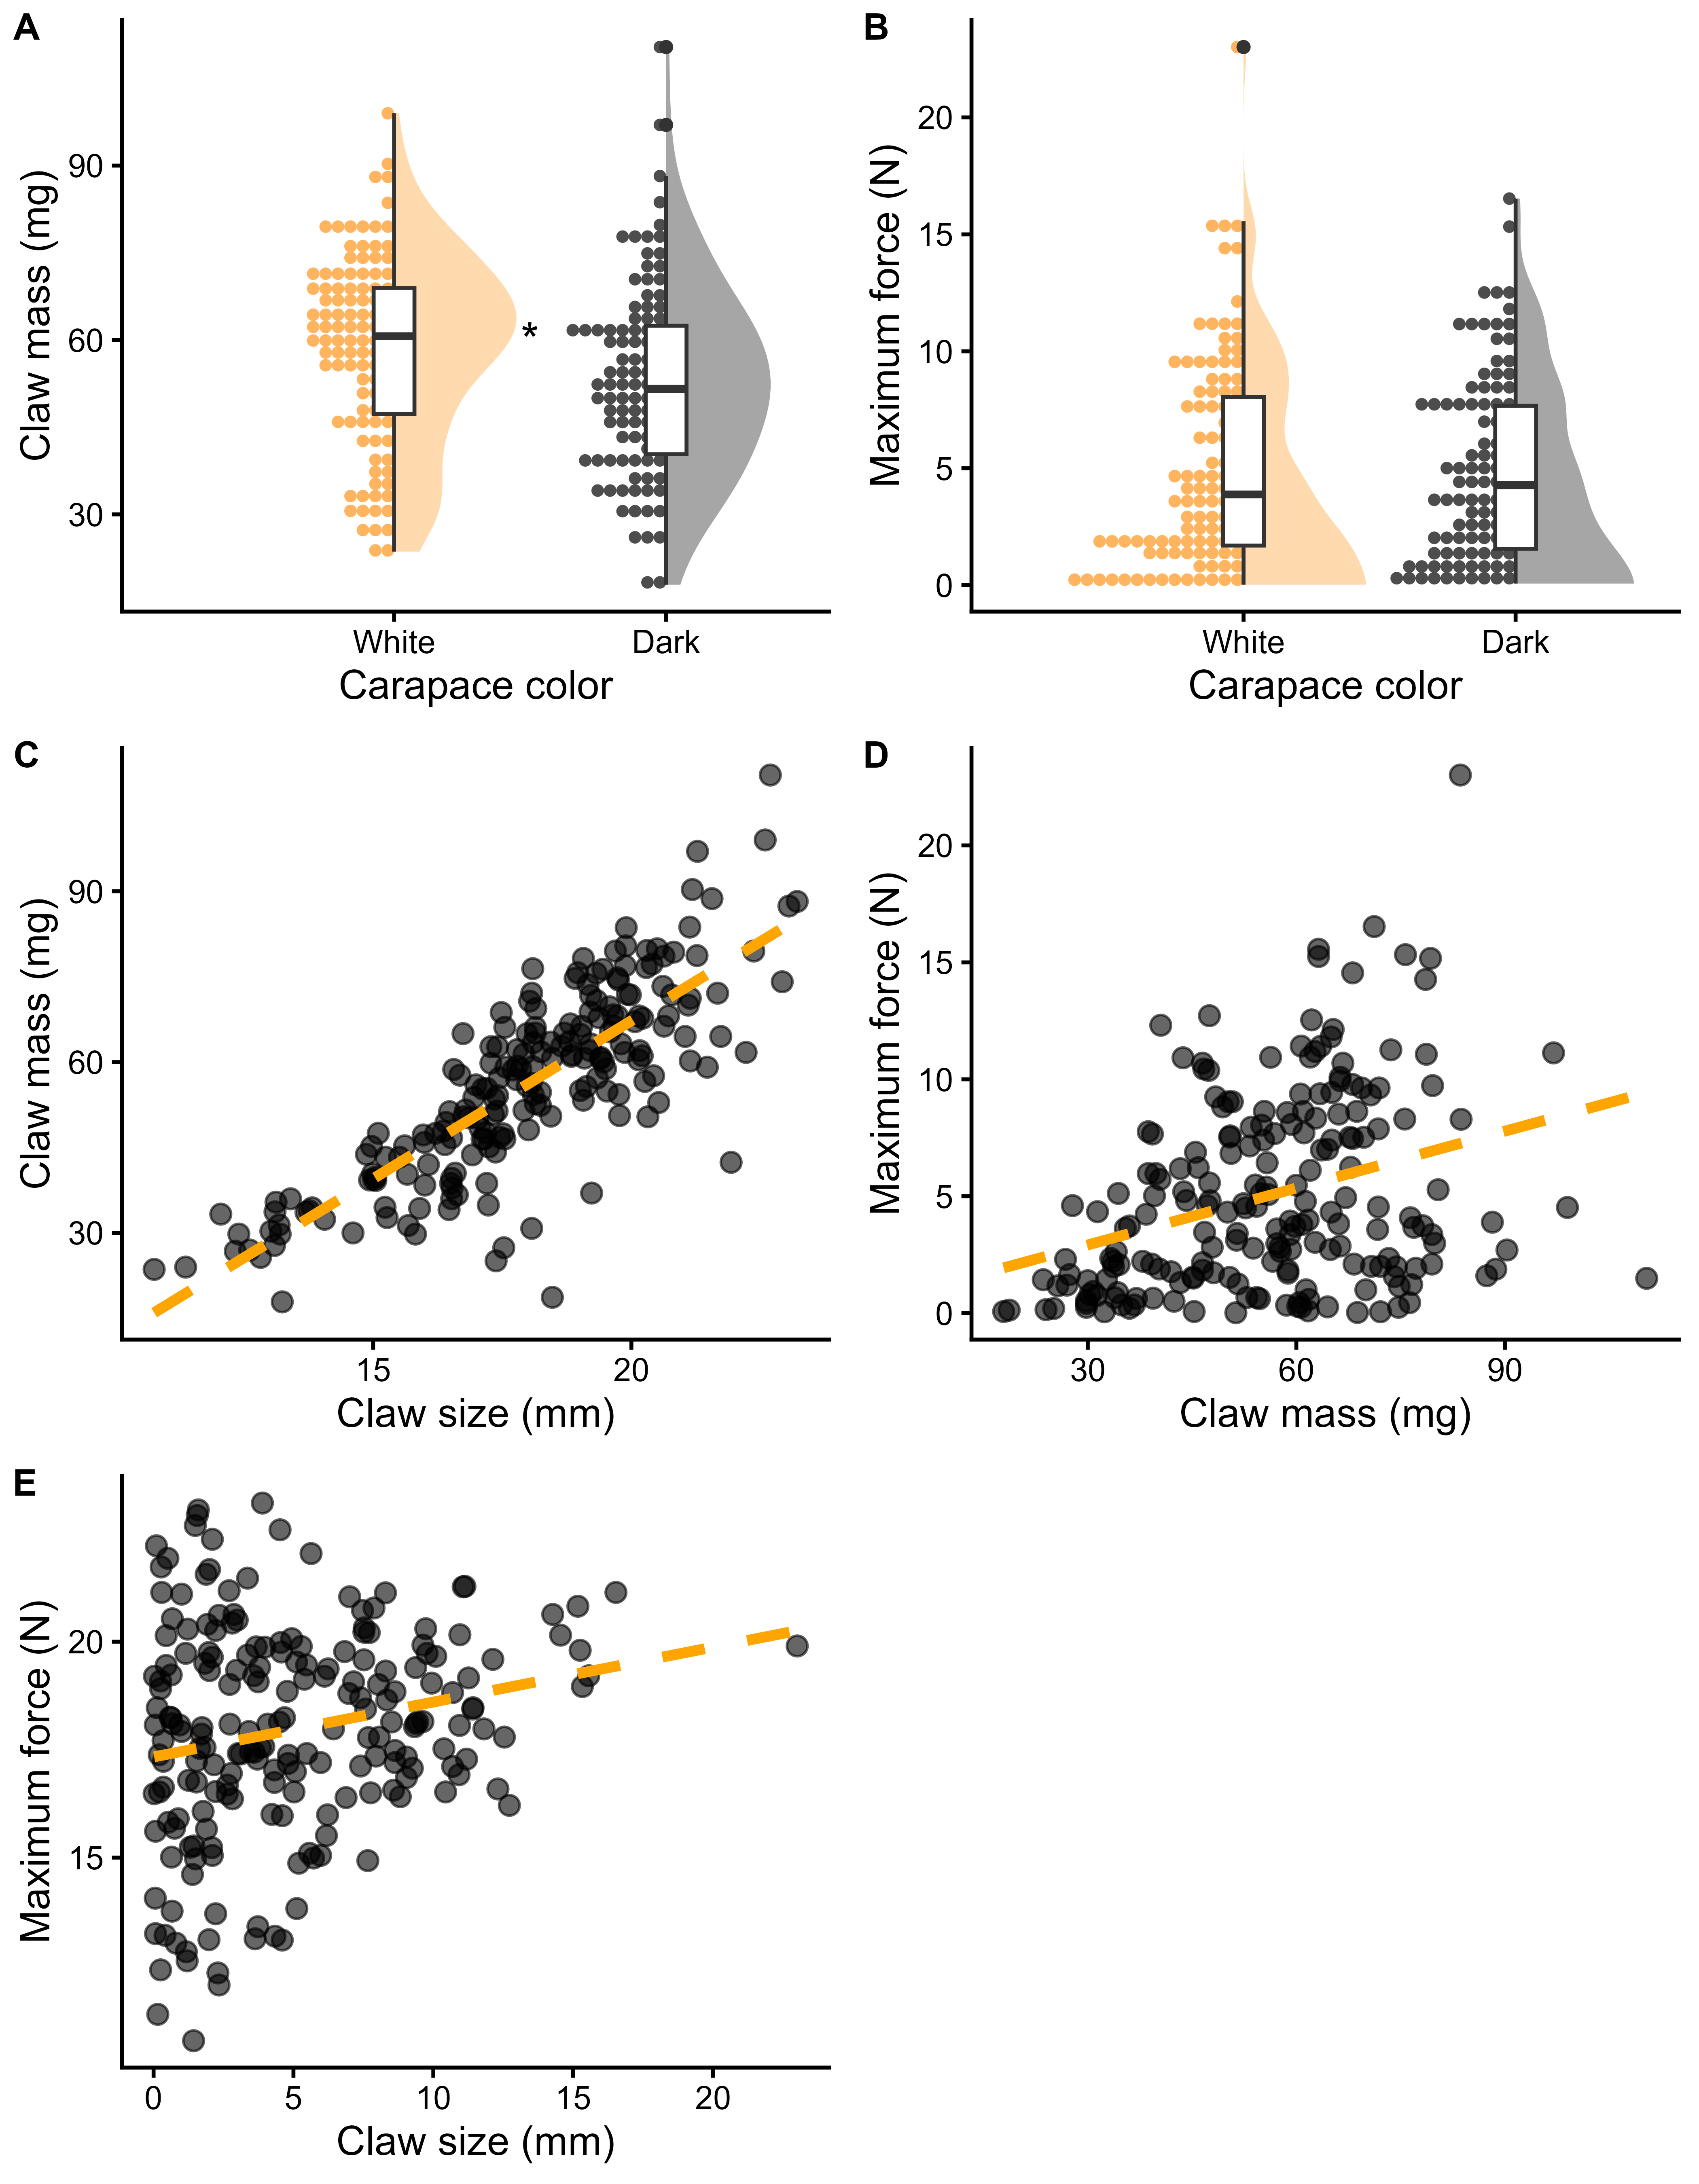 A
Claw mass (mg)
90
60
30
*
White Dark
Carapace color
B
Maximum force (N)
20
15
10
5
0
White Dark
Carapace color
C
Claw mass (mg)
90
60
30
15 20
Claw size (mm)
D
Maximum force (N)
20
15
10
5
0
30 60 90
Claw mass (mg)
E
Maximum force (N)
20
15
0 5 10 15 20
Claw size (mm)